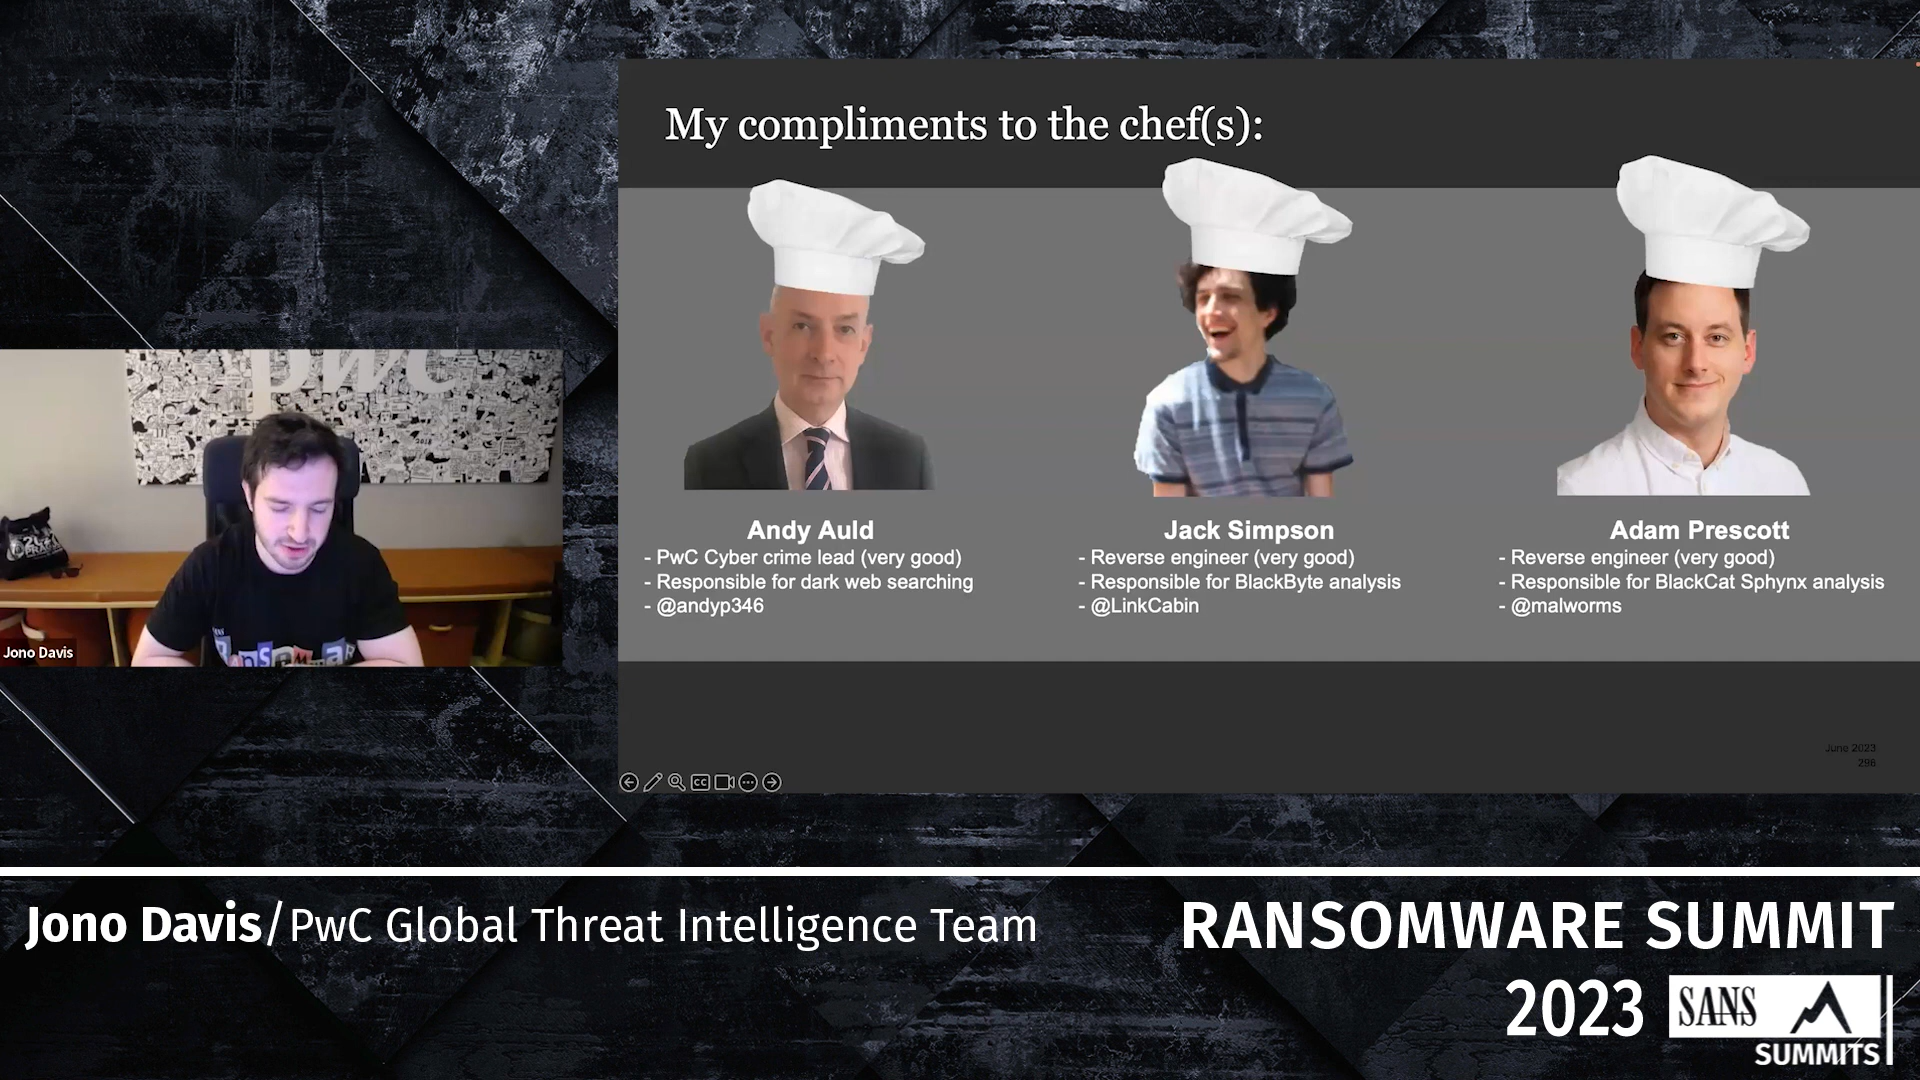 My compliments to the chef(s):
pwc
Andy Auld
- PwC Cyber crime lead (very good)
- Responsible for dark web searching
- @andyp346
Jack Simpson
- Reverse engineer (very good)
- Responsible for BlackByte analysis
- @LinkCabin
Adam Prescott
- Reverse engineer (very good)
- Responsible for BlackCat Sphynx analysis
- @malworms
Jono Davis
June 2023
296
CC
Jono Davis/PwC Global Threat Intelligence Team
RANSOMWARE SUMMIT
2023
SANS
SUMMITS